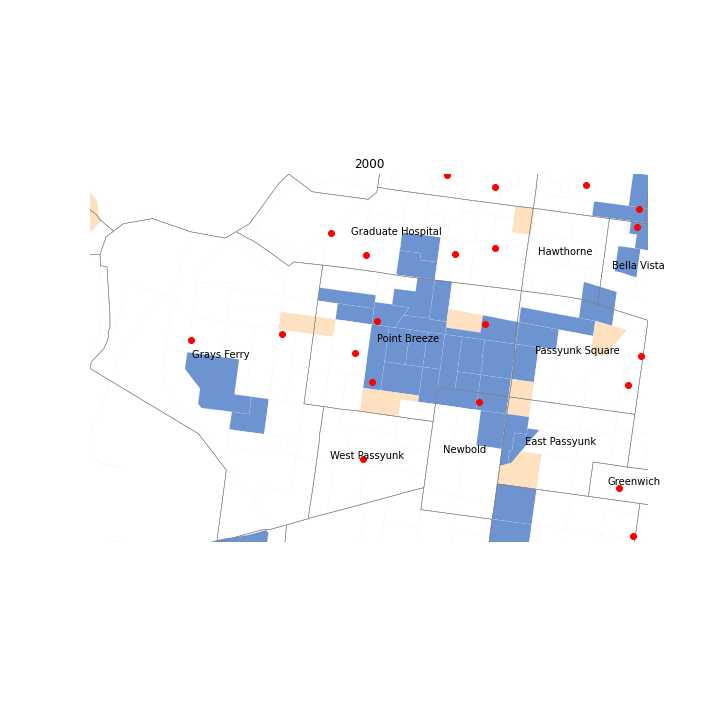 2000
Graduate Hospital
Hawthorne
Bella Vista
Point Breeze
Passyunk Square
Grays Ferry
East Passyunk
Newbold
West Passyunk
Greenwich